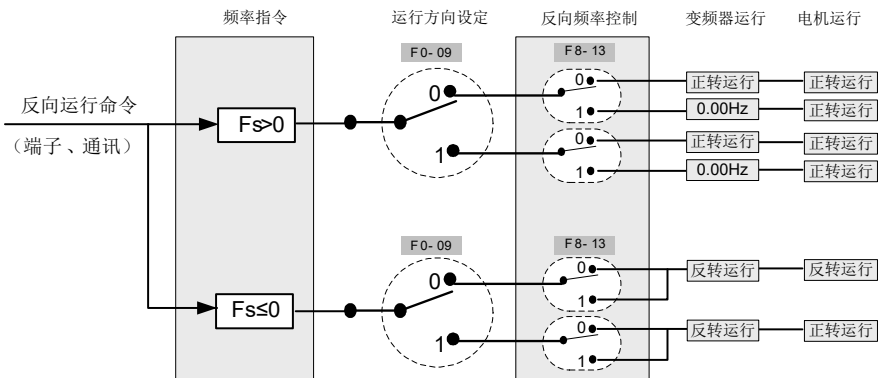 频率指令 运行方向设定 反向频率控制 变频器运行 电机运行
F0-09 F8-13
反向运行命令
（端子、通讯）
Fs>0
0
1
0 正转运行 正转运行
1 0.00Hz 正转运行
0 正转运行 正转运行
1 0.00Hz 正转运行
F0-09 F8-13
Fs≤0
0
1
0 反转运行 反转运行
1
0 反转运行 正转运行
1